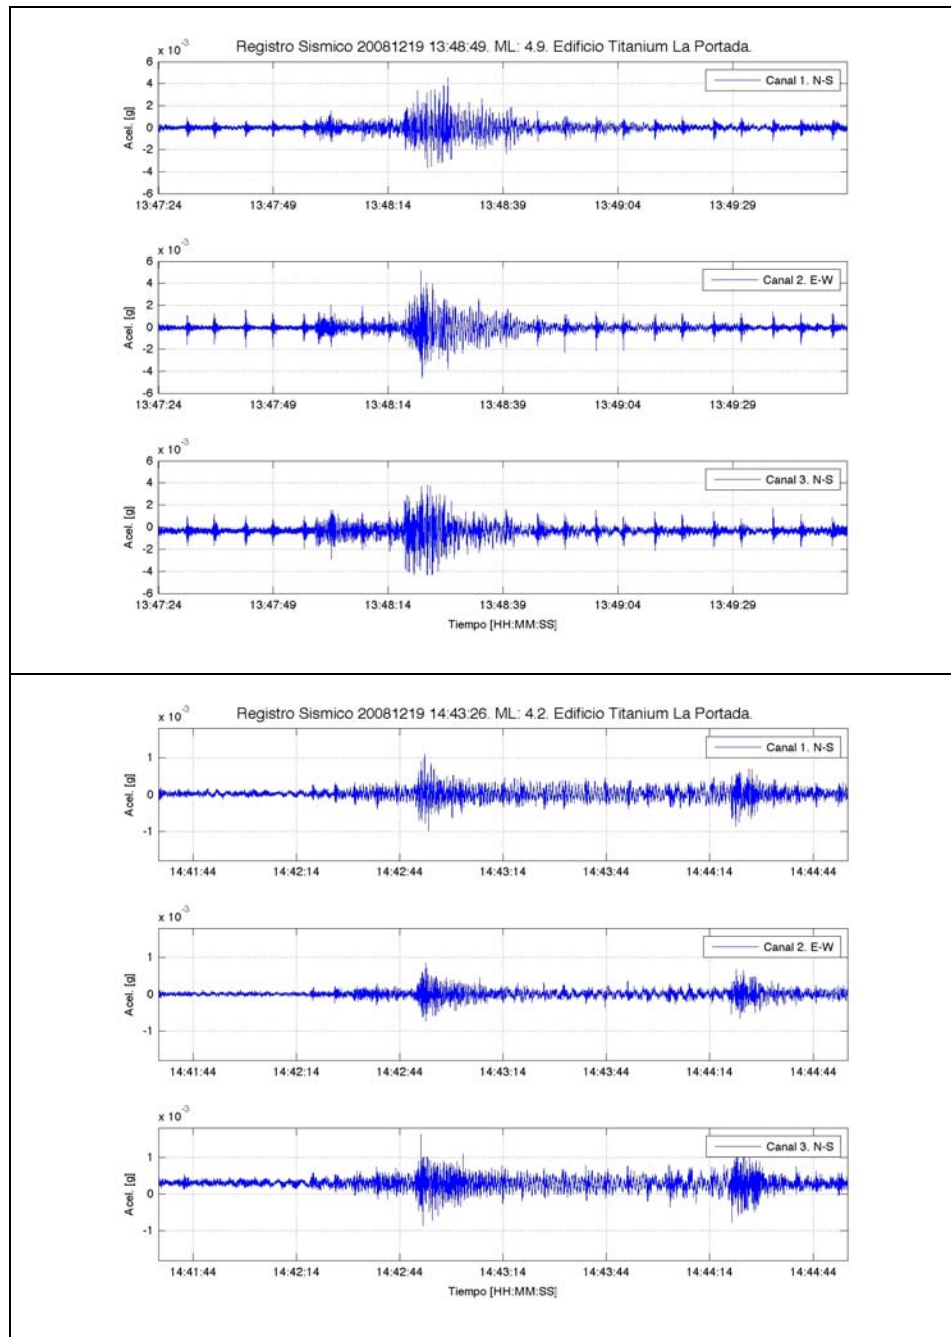 Registro Sismico 20081219 13:48:49. ML: 4.9. Edificio Titanium La Portada.
x 10^-3
Canal 1. N-S
Acel. [g]
6
4
2
0
-2
-4
-6
13:47:24 13:47:49 13:48:14 13:48:39 13:49:04 13:49:29
x 10^-3
Canal 2. E-W
Acel. [g]
6
4
2
0
-2
-4
-6
13:47:24 13:47:49 13:48:14 13:48:39 13:49:04 13:49:29
x 10^-3
Canal 3. N-S
Acel. [g]
6
4
2
0
-2
-4
-6
13:47:24 13:47:49 13:48:14 13:48:39 13:49:04 13:49:29
Tiempo [HH:MM:SS]
Registro Sismico 20081219 14:43:26. ML: 4.2. Edificio Titanium La Portada.
x 10^-3
Canal 1. N-S
Acel. [g]
1
0
-1
14:41:44 14:42:14 14:42:44 14:43:14 14:43:44 14:44:14 14:44:44
x 10^-3
Canal 2. E-W
Acel. [g]
1
0
-1
14:41:44 14:42:14 14:42:44 14:43:14 14:43:44 14:44:14 14:44:44
x 10^-3
Canal 3. N-S
Acel. [g]
1
0
-1
14:41:44 14:42:14 14:42:44 14:43:14 14:43:44 14:44:14 14:44:44
Tiempo [HH:MM:SS]